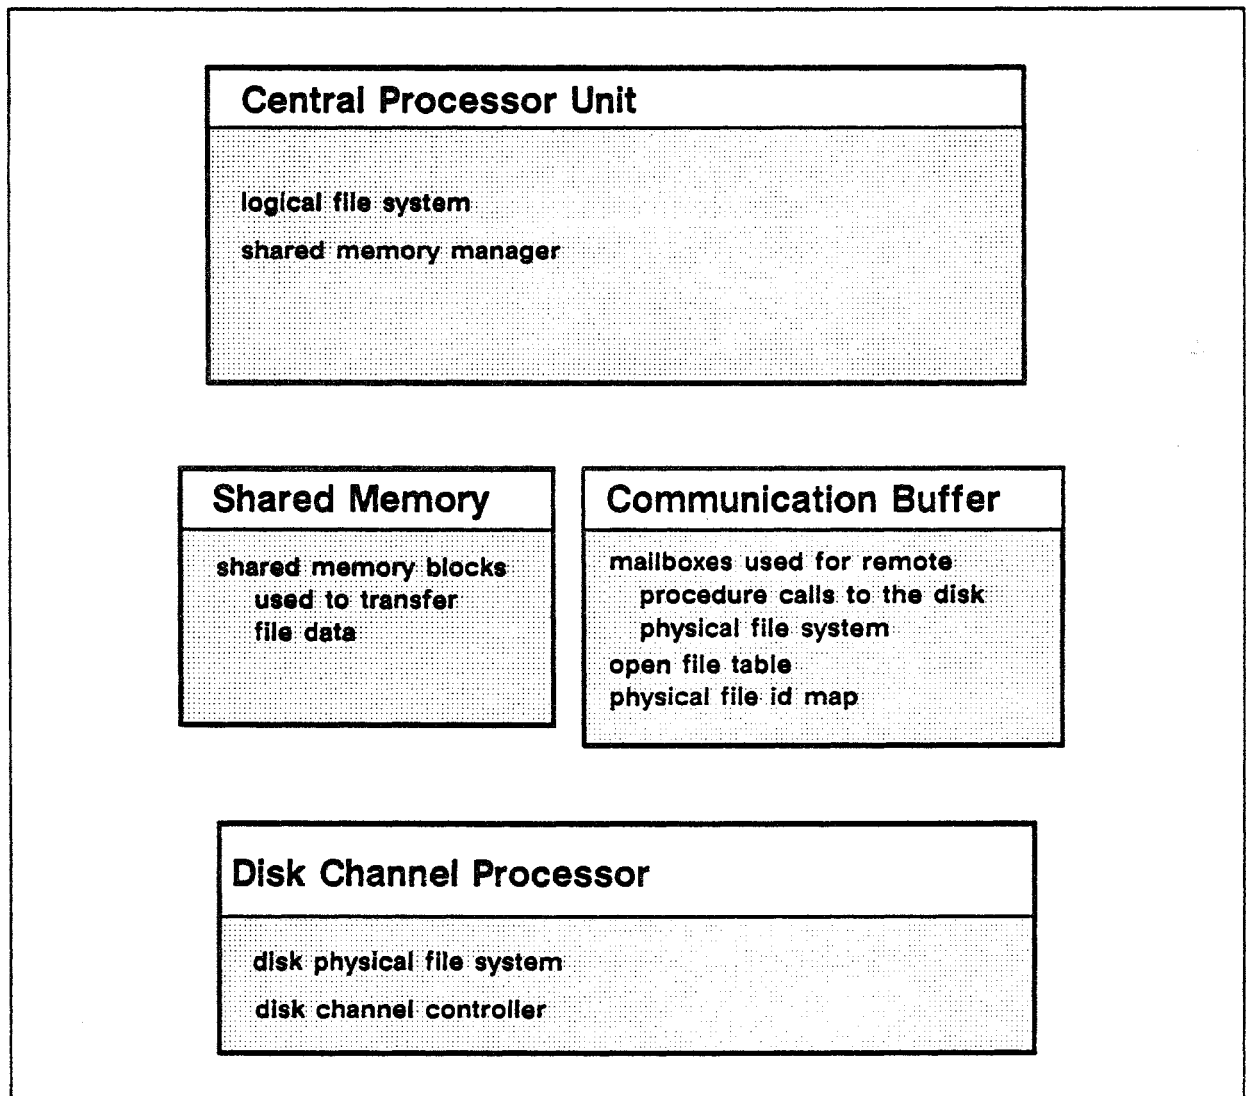 Central Processor Unit
logical file system
shared memory manager
Shared Memory
shared memory blocks
used to transfer
file data
Communication Buffer
mailboxes used for remote
procedure calls to the disk
physical file system
open file table
physical file id map
Disk Channel Processor
disk physical file system
disk channel controller